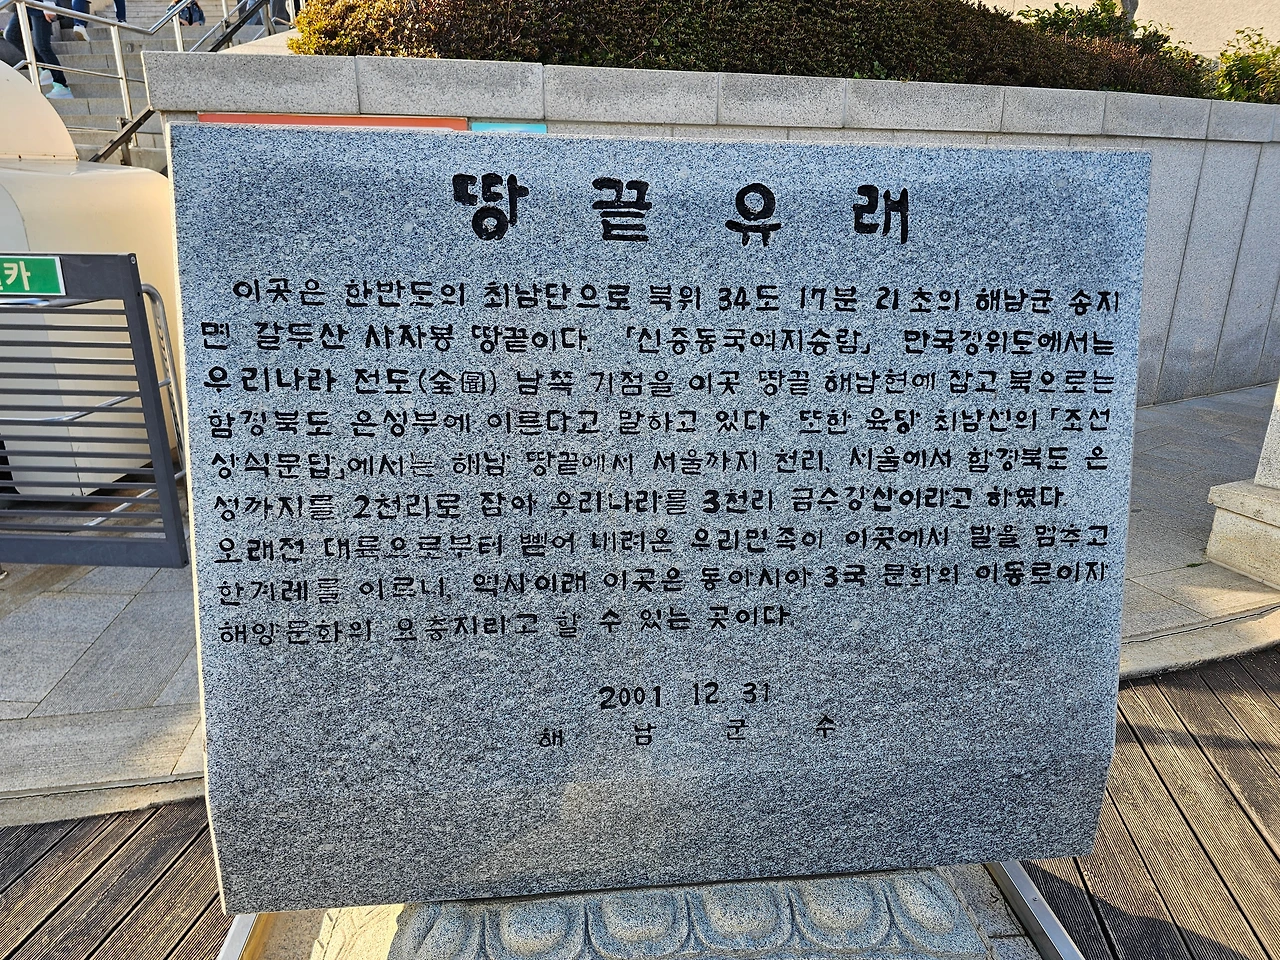 땅 끝 유 래
이곳은 한반도의 최남단으로 북위 34도 17분 21초의 해남군 송지
면 갈두산 사자봉 땅끝이다. 「신증동국여지승람」 만국경위도에서는
우리나라 전도(全圖) 남쪽 기점을 이곳 땅끝 해남현에 잡고 북으로는
함경북도 은성부에 이른다고 말하고 있다. 또한 육당 최남선의 「조선
상식문답」에서는 해남 땅끝에서 서울까지 천리, 서울에서 함경북도 은
성까지를 2천리로 잡아 우리나라를 3천리 금수강산이라고 하였다.
오래전 대륙으로부터 뻗어 내려온 우리민족이 이곳에서 발을 멈추고
한겨레를 이르니, 역사이래 이곳은 동아시아 3국 문화의 이동로이자
해양문화의 요충지라고 할 수 있는 곳이다
2001 12 31
해 남 군 수
카